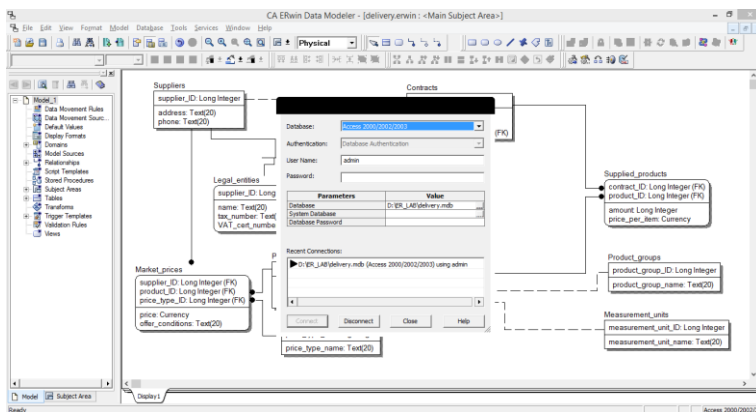 CA ERwin Data Modeler - [delivery.erwin : <Main Subject Area>]
File Edit View Format Model Database Tools Services Window Help
Physical
Model_1
Data Movement Rules
Data Movement Sourc...
Default Values
Display Formats
Domains
Model Sources
Relationships
Script Templates
Stored Procedures
Subject Areas
Tables
Transforms
Trigger Templates
Validation Rules
Views
Model Subject Area
Suppliers
supplier_ID: Long Integer
address: Text(20)
phone: Text(20)
Contracts
(FK)
Legal_entities
supplier_ID: Long
name: Text(20)
tax_number: Text(
VAT_cert_numbe
Market_prices
supplier_ID: Long Integer (FK)
product_ID: Long Integer (FK)
price_type_ID: Long Integer (FK)
price: Currency
offer_conditions: Text(20)
price_type_name: Text(20)
Supplied_products
contract_ID: Long Integer (FK)
product_ID: Long Integer (FK)
amount: Long Integer
price_per_item: Currency
Product_groups
product_group_ID: Long Integer
product_group_name: Text(20)
Measurement_units
measurement_unit_ID: Long Integer
measurement_unit_name: Text(20)
Database: Access 2000/2002/2003
Authentication: Database Authentication
User Name: admin
Password:
Parameters Value
Database D:\ER_LAB\delivery.mdb ...
System Database
Database Password
Recent Connections:
D:\ER_LAB\delivery.mdb (Access 2000/2002/2003) using admin
Connect Disconnect Close Help
Display1
Ready
Access 2000/2002/